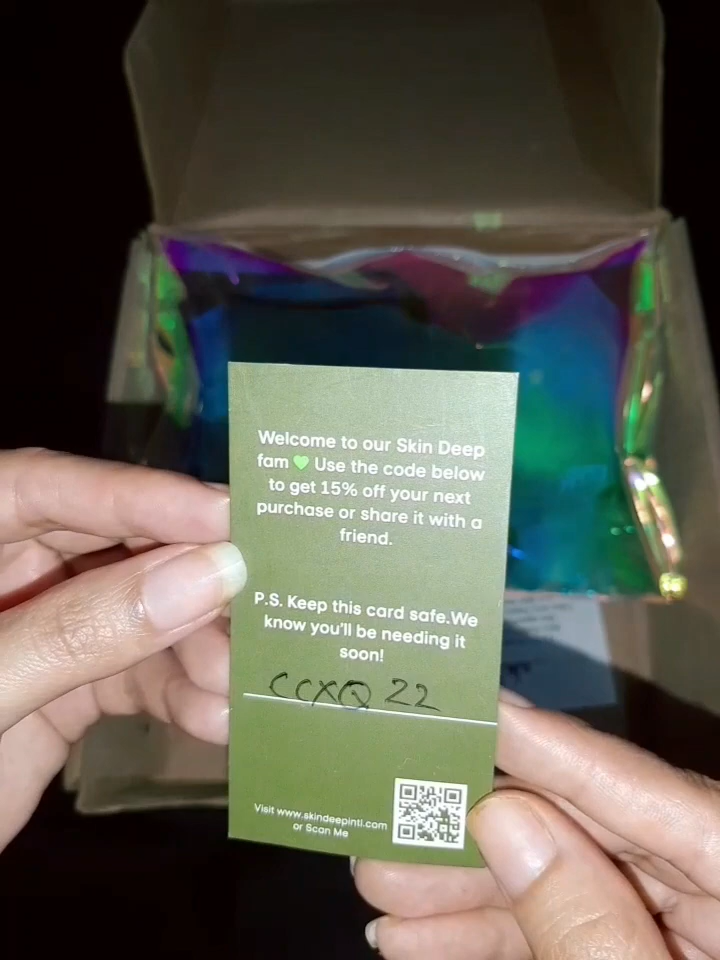 Welcome to our Skin Deep
fam 💚 Use the code below
to get 15% off your next
purchase or share it with a
friend.
P.S. Keep this card safe.We
know you'll be needing it
soon!
CCXQ 22
Visit www.skindeepintl.com
or Scan Me